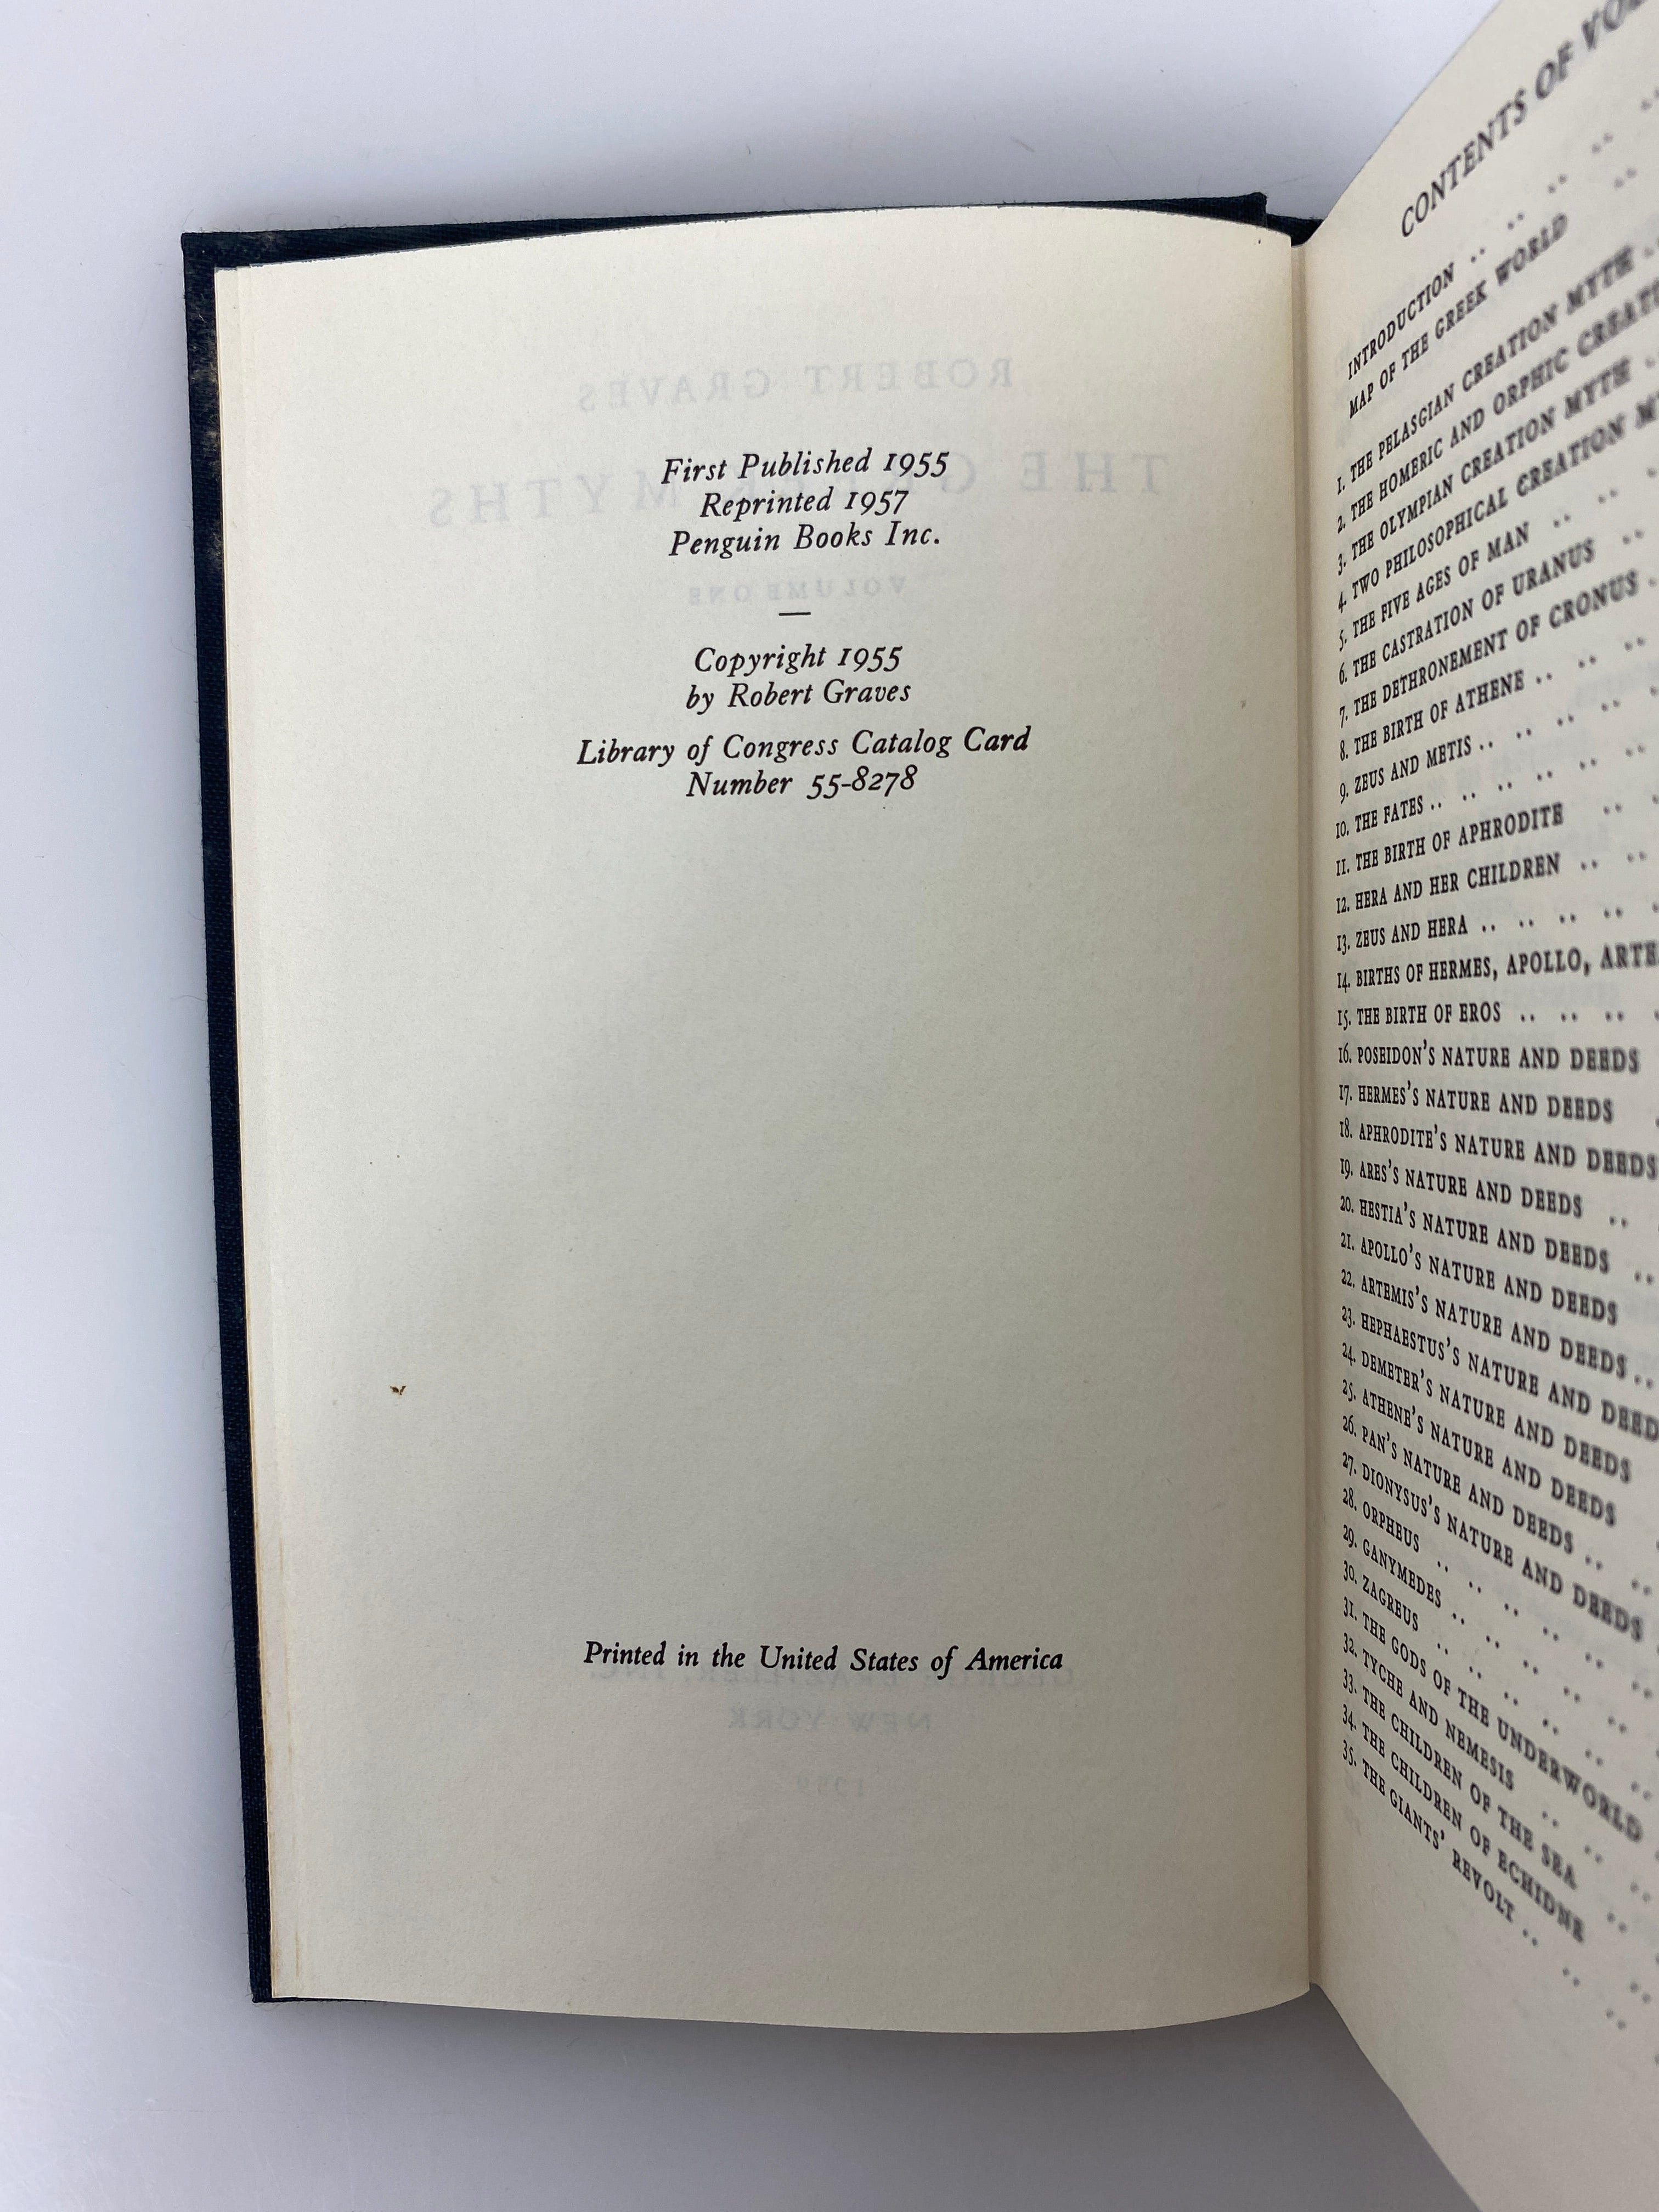 First Published 1955
Reprinted 1957
Penguin Books Inc.
Copyright 1955
by Robert Graves
Library of Congress Catalog Card
Number 55-8278
Printed in the United States of America
CONTENTS OF
INTRODUCTION .. .. .. ..
MAP OF THE GREEK WORLD ..
1. THE PELASGIAN CREATION MYTH ..
2. THE HOMERIC AND ORPHIC
3. THE OLYMPIAN CREATION MYTH ..
4. TWO PHILOSOPHICAL CREATION
5. THE FIVE AGES OF MAN .. .. ..
6. THE CASTRATION OF URANUS ..
7. THE DETHRONEMENT OF CRONUS ..
8. THE BIRTH OF ATHENE .. .. ..
9. ZEUS AND METIS .. .. .. .. ..
10. THE FATES .. .. .. .. .. ..
11. THE BIRTH OF APHRODITE ..
12. HERA AND HER CHILDREN .. ..
13. ZEUS AND HERA .. .. .. .. ..
14. BIRTHS OF HERMES, APOLLO,
15. THE BIRTH OF EROS .. .. .. ..
16. POSEIDON'S NATURE AND DEEDS
17. HERMES'S NATURE AND DEEDS
18. APHRODITE'S NATURE AND DEEDS
19. ARES'S NATURE AND DEEDS ..
20. HESTIA'S NATURE AND DEEDS ..
21. APOLLO'S NATURE AND DEEDS
22. ARTEMIS'S NATURE AND DEEDS ..
23. HEPHAESTUS'S NATURE AND
24. DEMETER'S NATURE AND DEEDS
25. ATHENE'S NATURE AND DEEDS
26. PAN'S NATURE AND DEEDS .. ..
27. DIONYSUS'S NATURE AND DEEDS
28. ORPHEUS .. .. .. .. ..
29. GANYMEDES .. .. .. .. ..
30. ZAGREUS .. .. .. .. ..
31. THE GODS OF THE UNDERWORLD
32. TYCHE AND NEMESIS .. .. ..
33. THE CHILDREN OF THE SEA ..
34. THE CHILDREN OF ECHIDNE
35. THE GIANTS' REVOLT .. .. ..